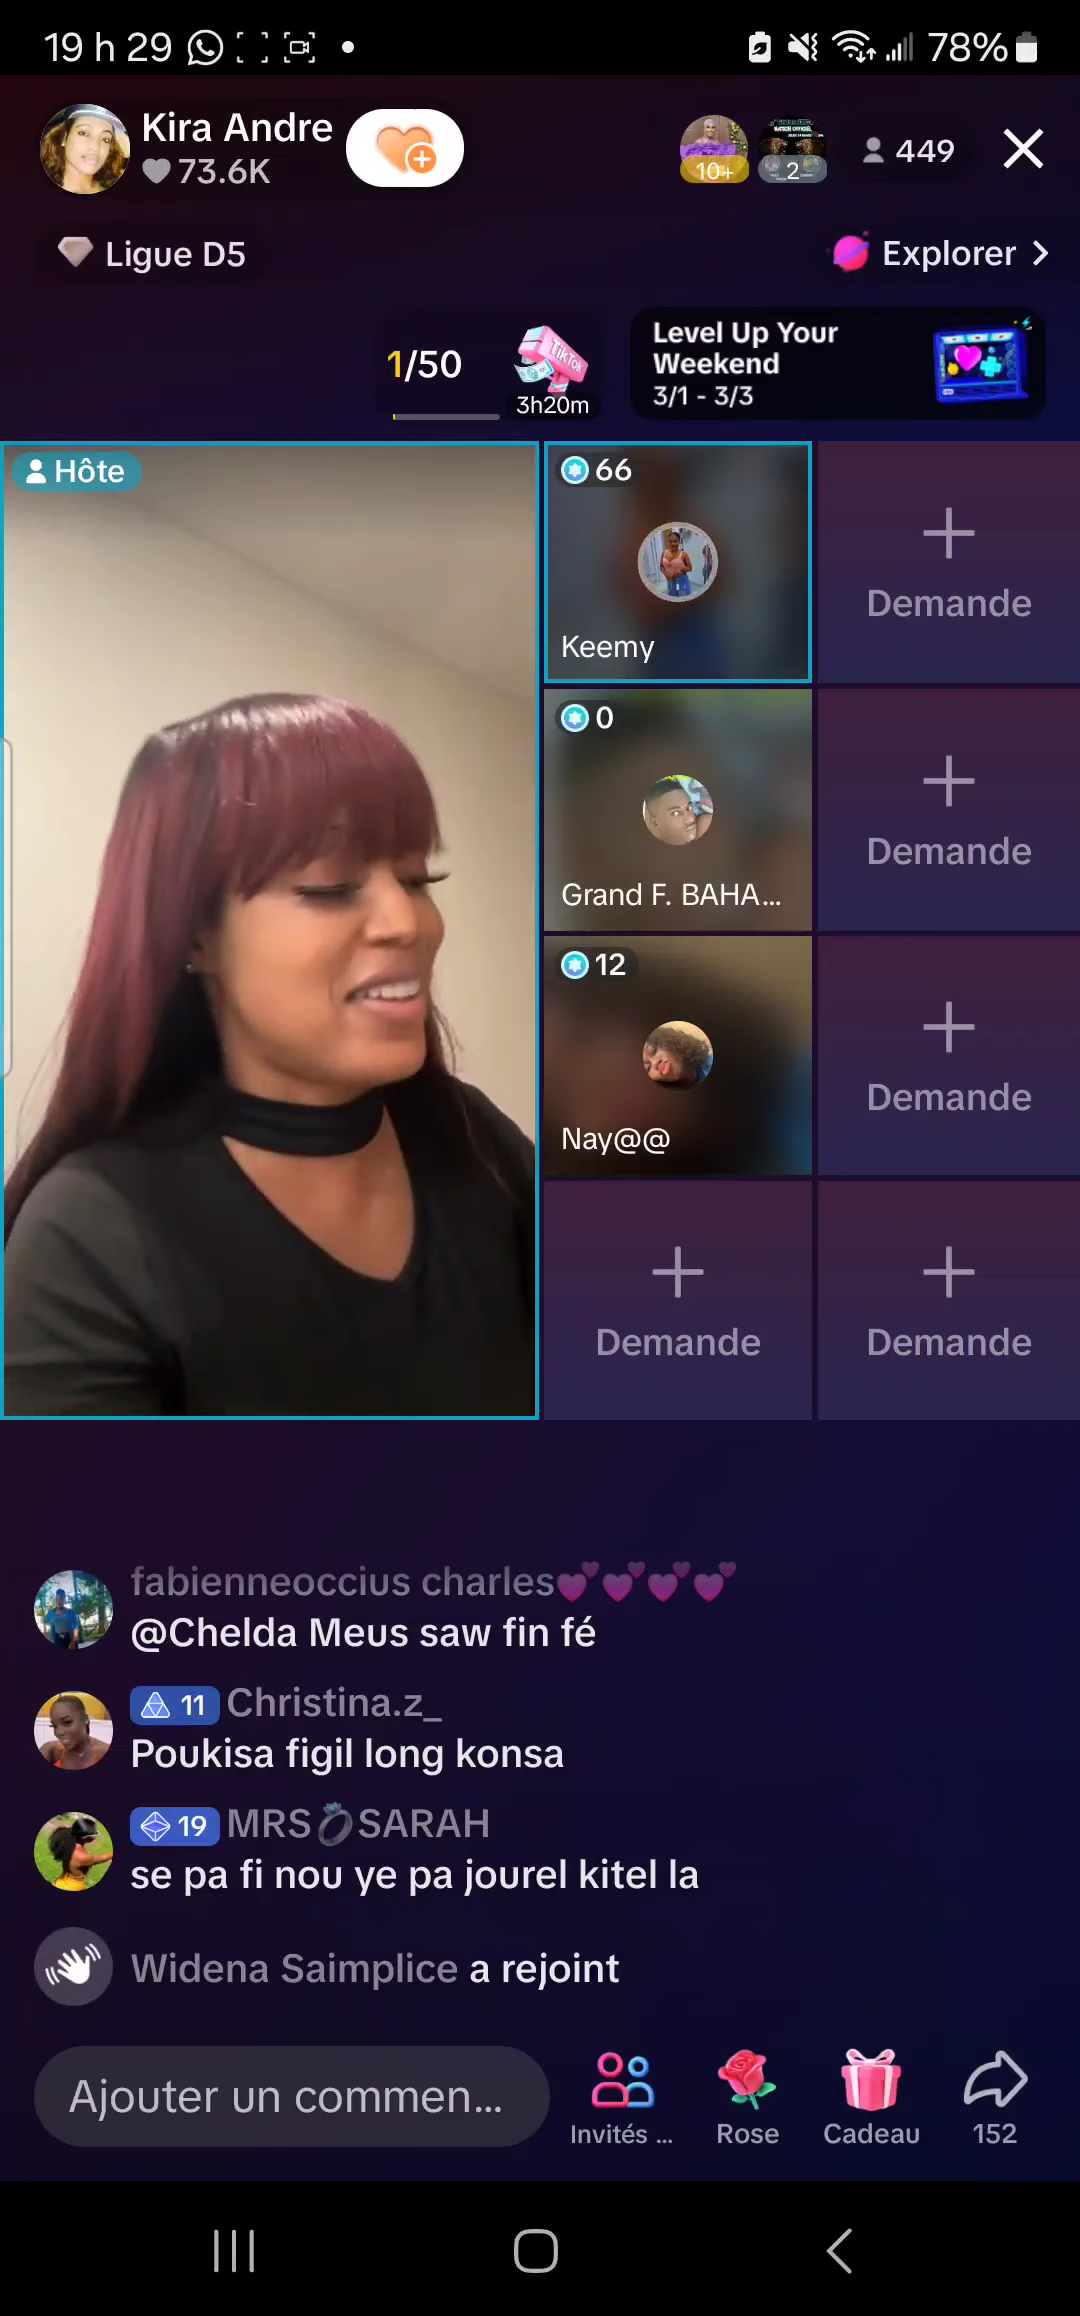 19 h 29
78%
Kira Andre
73.6K
10+
2
449
Ligue D5
Explorer
1/50
TikTok
3h20m
Level Up Your
Weekend
3/1 - 3/3
Hôte
66
Keemy
Demande
0
Grand F. BAHA...
Demande
12
Nay@@
Demande
Demande
Demande
fabienneoccius charles💕💕💕💕
@Chelda Meus saw fin fé
11 Christina.z_
Poukisa figil long konsa
19 MRS💍SARAH
se pa fi nou ye pa jourel kitel la
Widena Saimplice a rejoint
Ajouter un commen...
Invités ...
Rose
Cadeau
152